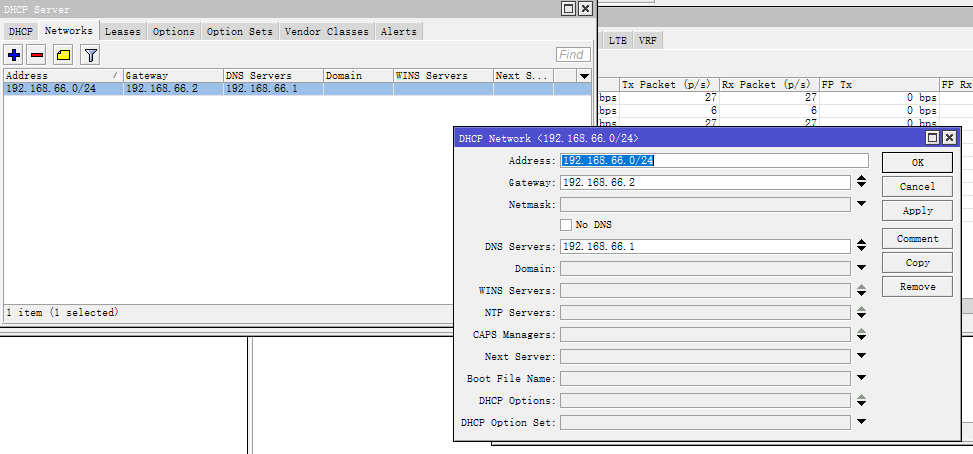 DHCP Server
DHCP Networks Leases Options Option Sets Vendor Classes Alerts
Find
Address / Gateway DNS Servers Domain WINS Servers Next S...
192.168.66.0/24 192.168.66.2 192.168.66.1
1 item (1 selected)
LTE VRF
Tx Packet (p/s) Rx Packet (p/s) FP Tx FP Rx
bps 27 27 0 bps
bps 6 6 0 bps
bps 27 27 0 bps
DHCP Network <192.168.66.0/24>
Address: 192.168.66.0/24
OK
Gateway: 192.168.66.2
Cancel
Netmask:
Apply
No DNS
DNS Servers: 192.168.66.1
Comment
Domain:
Copy
WINS Servers:
Remove
NTP Servers:
CAPS Managers:
Next Server:
Boot File Name:
DHCP Options:
DHCP Option Set: